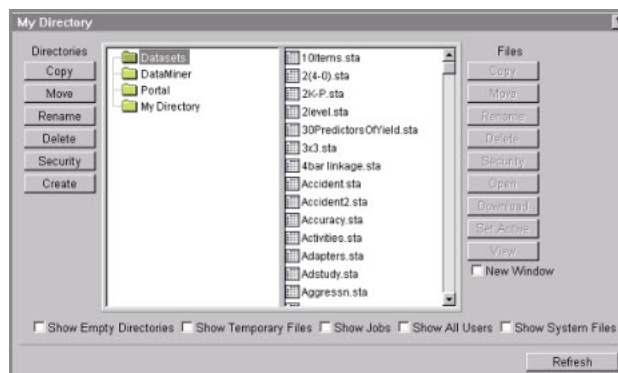 My Directory
Directories
Copy
Move
Rename
Delete
Security
Create
Datasets
DataMiner
Portal
My Directory
10Items.sta
2(4-0).sta
2K-P.sta
2level.sta
30PredictorsOfYield.sta
3x3.sta
4bar linkage.sta
Accident.sta
Accident2.sta
Accuracy.sta
Activities.sta
Adapters.sta
Adstudy.sta
Aggressn.sta
Files
Copy
Move
Rename
Delete
Security
Open
Download
Set Active
View
New Window
Show Empty Directories Show Temporary Files Show Jobs Show All Users Show System Files
Refresh